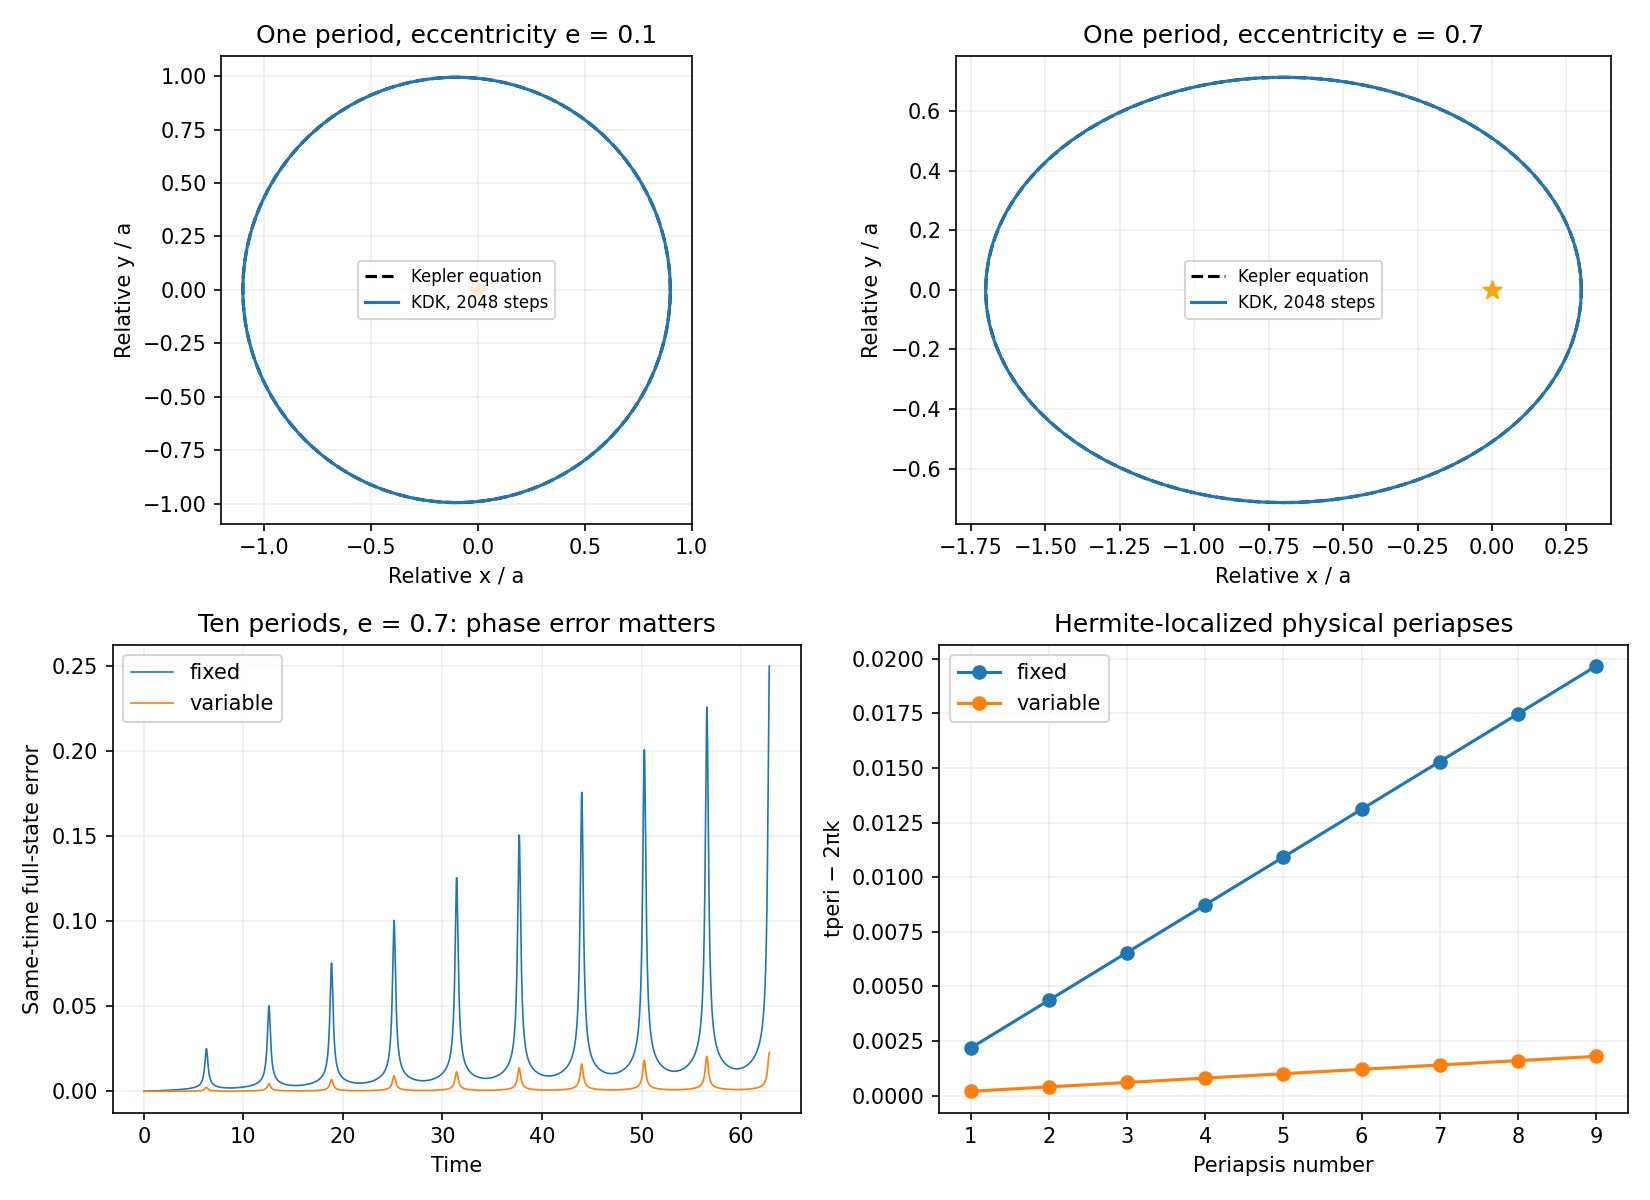 One period, eccentricity e = 0.1
1.00
0.75
0.50
0.25
0.00
−0.25
−0.50
−0.75
−1.00
Relative y / a
Kepler equation
KDK, 2048 steps
−1.0 −0.5 0.0 0.5 1.0
Relative x / a
One period, eccentricity e = 0.7
0.6
0.4
0.2
0.0
−0.2
−0.4
−0.6
Relative y / a
Kepler equation
KDK, 2048 steps
−1.75 −1.50 −1.25 −1.00 −0.75 −0.50 −0.25 0.00 0.25
Relative x / a
Ten periods, e = 0.7: phase error matters
fixed
variable
0.25
0.20
0.15
0.10
0.05
0.00
Same-time full-state error
0 10 20 30 40 50 60
Time
Hermite-localized physical periapses
fixed
variable
0.0200
0.0175
0.0150
0.0125
0.0100
0.0075
0.0050
0.0025
0.0000
tperi − 2πk
1 2 3 4 5 6 7 8 9
Periapsis number